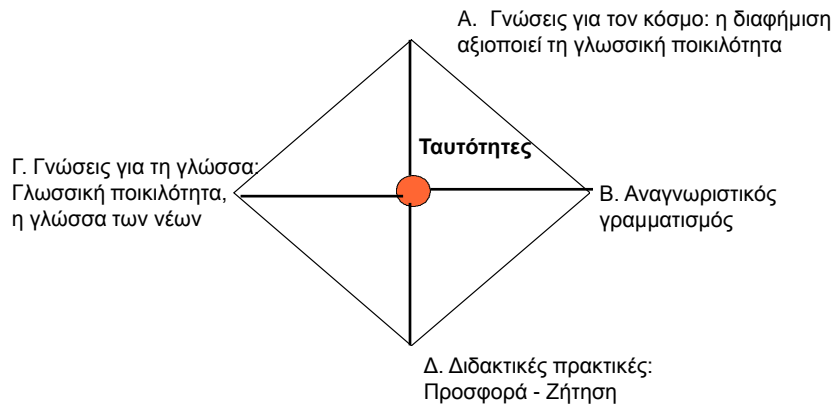 Α. Γνώσεις για τον κόσμο: η διαφήμιση
αξιοποιεί τη γλωσσική ποικιλότητα
Ταυτότητες
Γ. Γνώσεις για τη γλώσσα:
Γλωσσική ποικιλότητα,
η γλώσσα των νέων
Β. Αναγνωριστικός
γραμματισμός
Δ. Διδακτικές πρακτικές:
Προσφορά - Ζήτηση